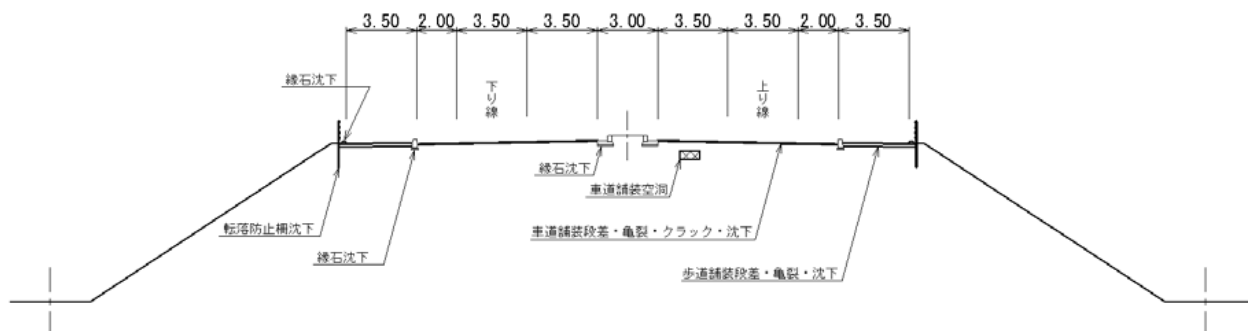 3.50 2.00 3.50 3.50 3.00 3.50 3.50 2.00 3.50
縁石沈下
下り線
上り線
縁石沈下
車道舗装空洞
転落防止柵沈下
車道舗装段差・亀裂・クラック・沈下
縁石沈下
歩道舗装段差・亀裂・沈下